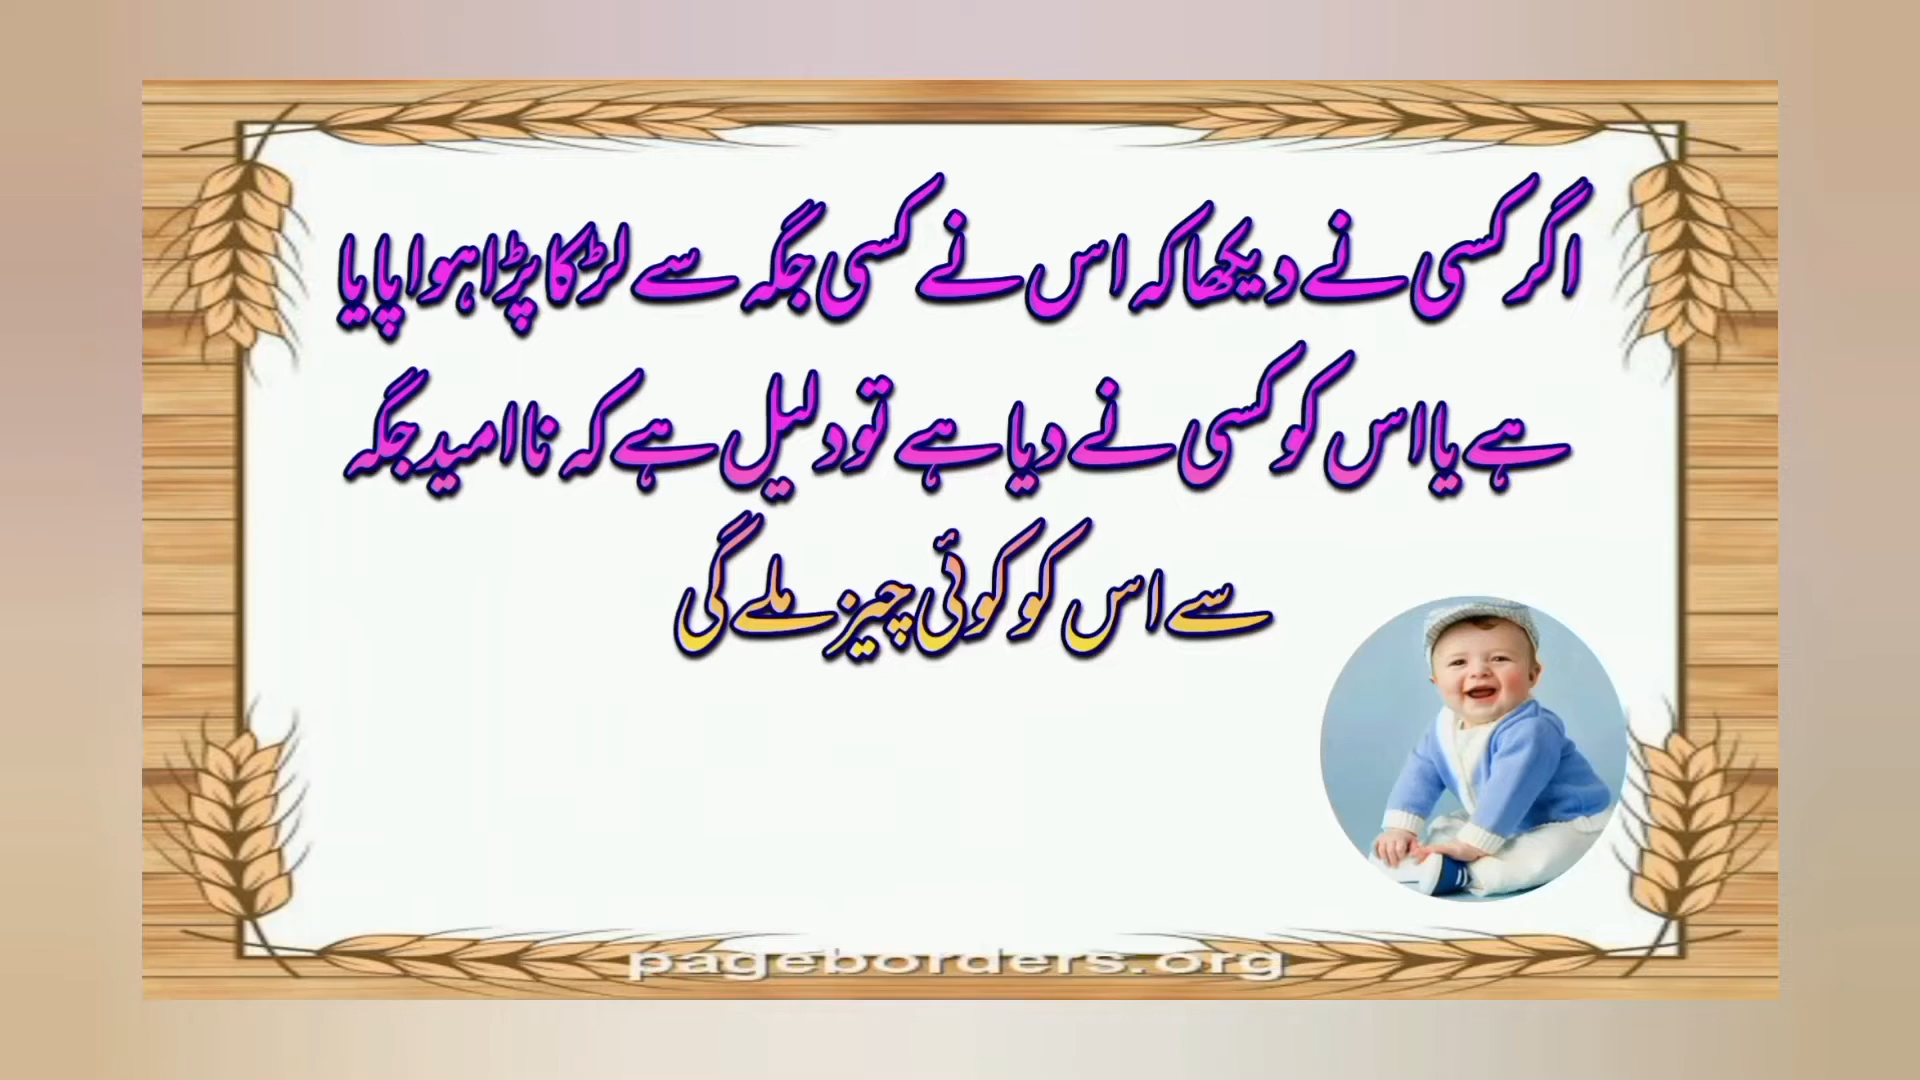 اگر کسی نے دیکھا کہ اس نے کسی جگہ سے لڑکا پڑا ہوا پایا
ہے یا اس کو کسی نے دیا ہے تو دلیل ہے کہ نا امید جگہ
سے اس کو کوئی چیز ملے گی
pageborders.org